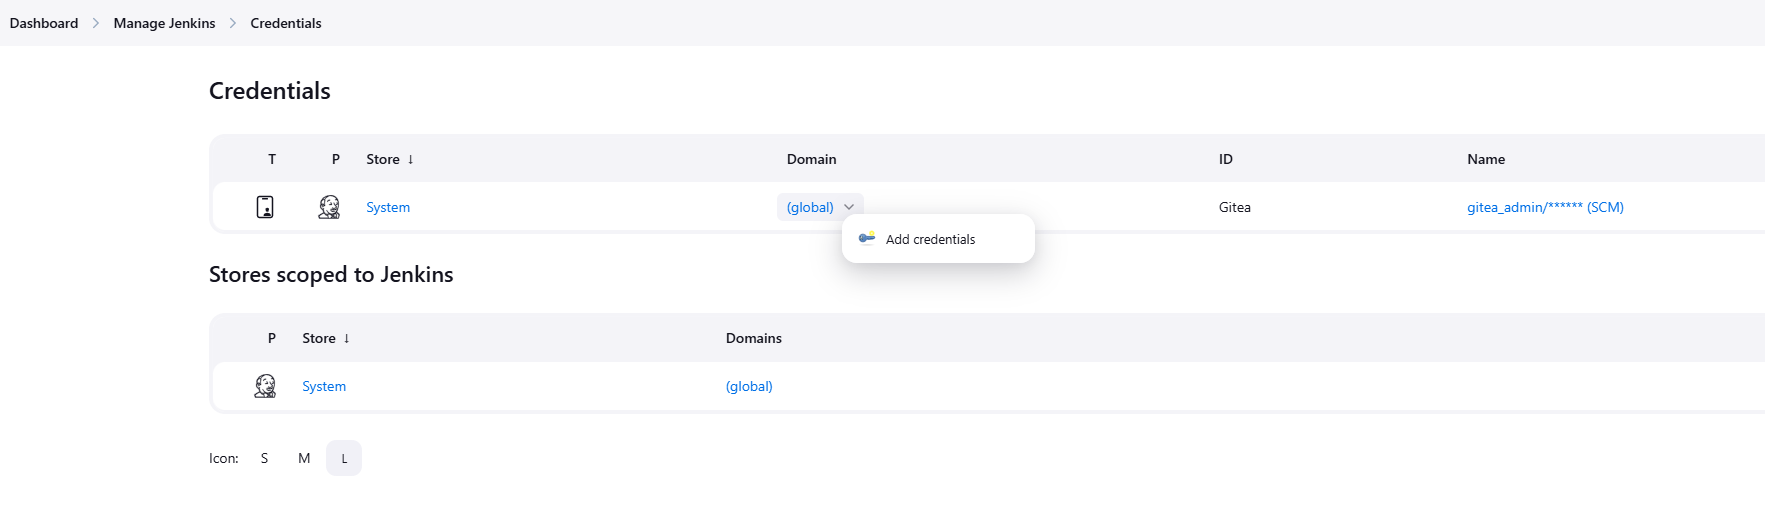 Dashboard > Manage Jenkins > Credentials
Credentials
T P Store ↓ Domain ID Name
System (global) Gitea gitea_admin/****** (SCM)
Add credentials
Stores scoped to Jenkins
P Store ↓ Domains
System (global)
Icon: S M L